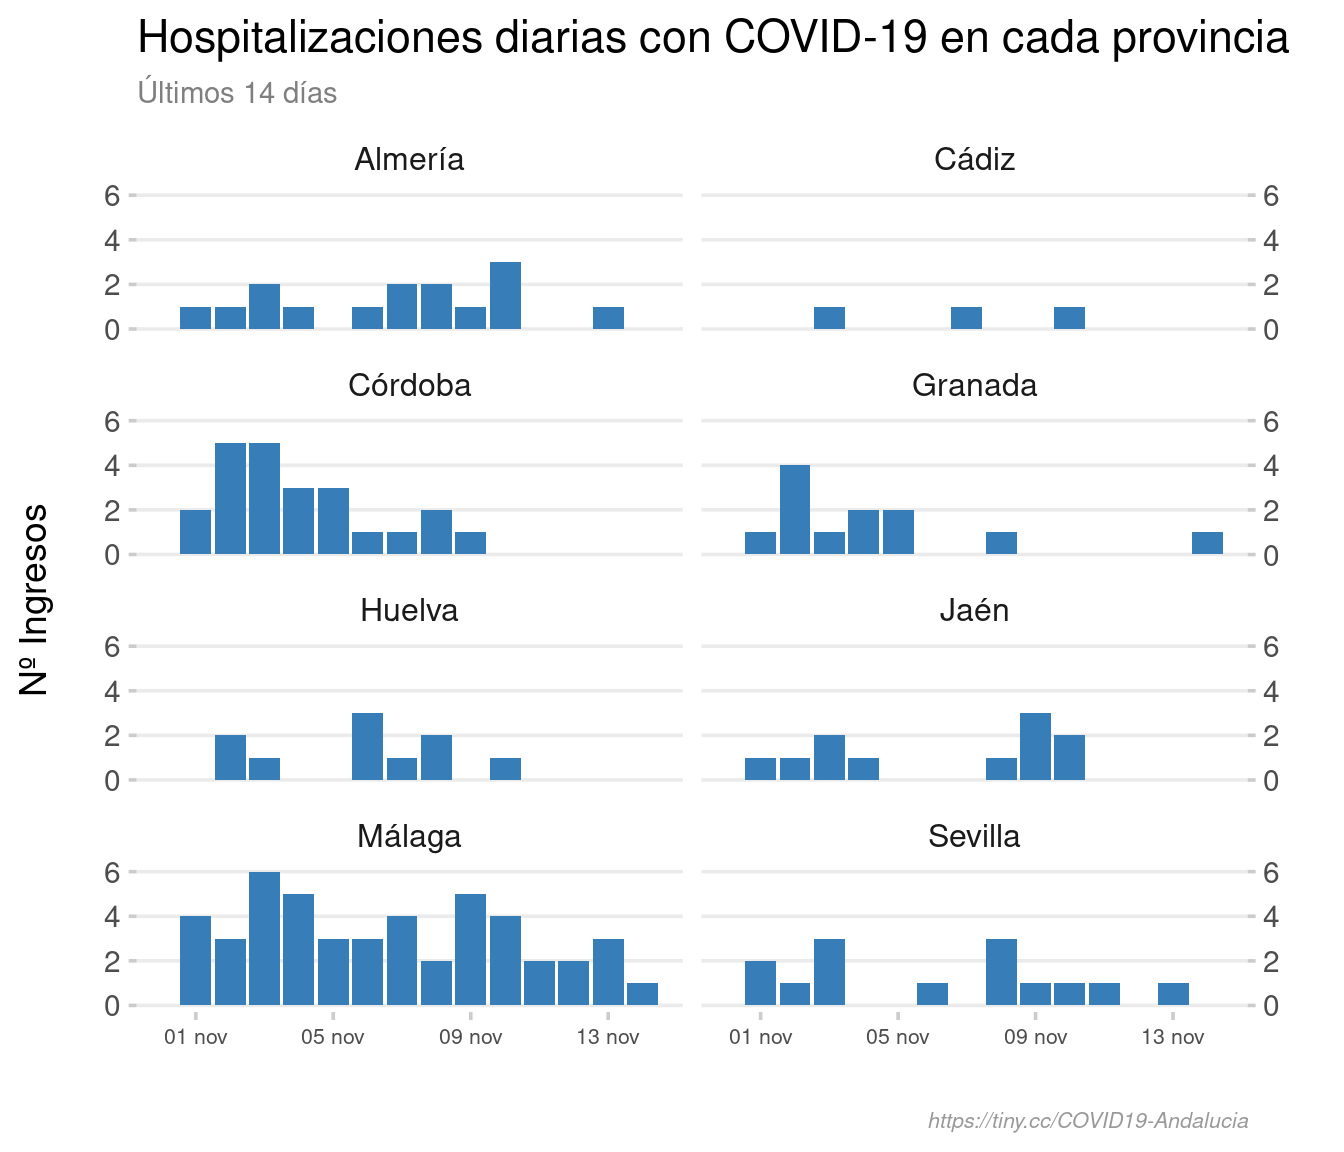 Hospitalizaciones diarias con COVID-19 en cada provincia
Últimos 14 días
Almería
Cádiz
6
4
2
0
6
4
2
0
Córdoba
Granada
6
4
2
0
6
4
2
0
Nº Ingresos
Huelva
Jaén
6
4
2
0
6
4
2
0
Málaga
Sevilla
6
4
2
0
6
4
2
0
01 nov 05 nov 09 nov 13 nov
01 nov 05 nov 09 nov 13 nov
https://tiny.cc/COVID19-Andalucia